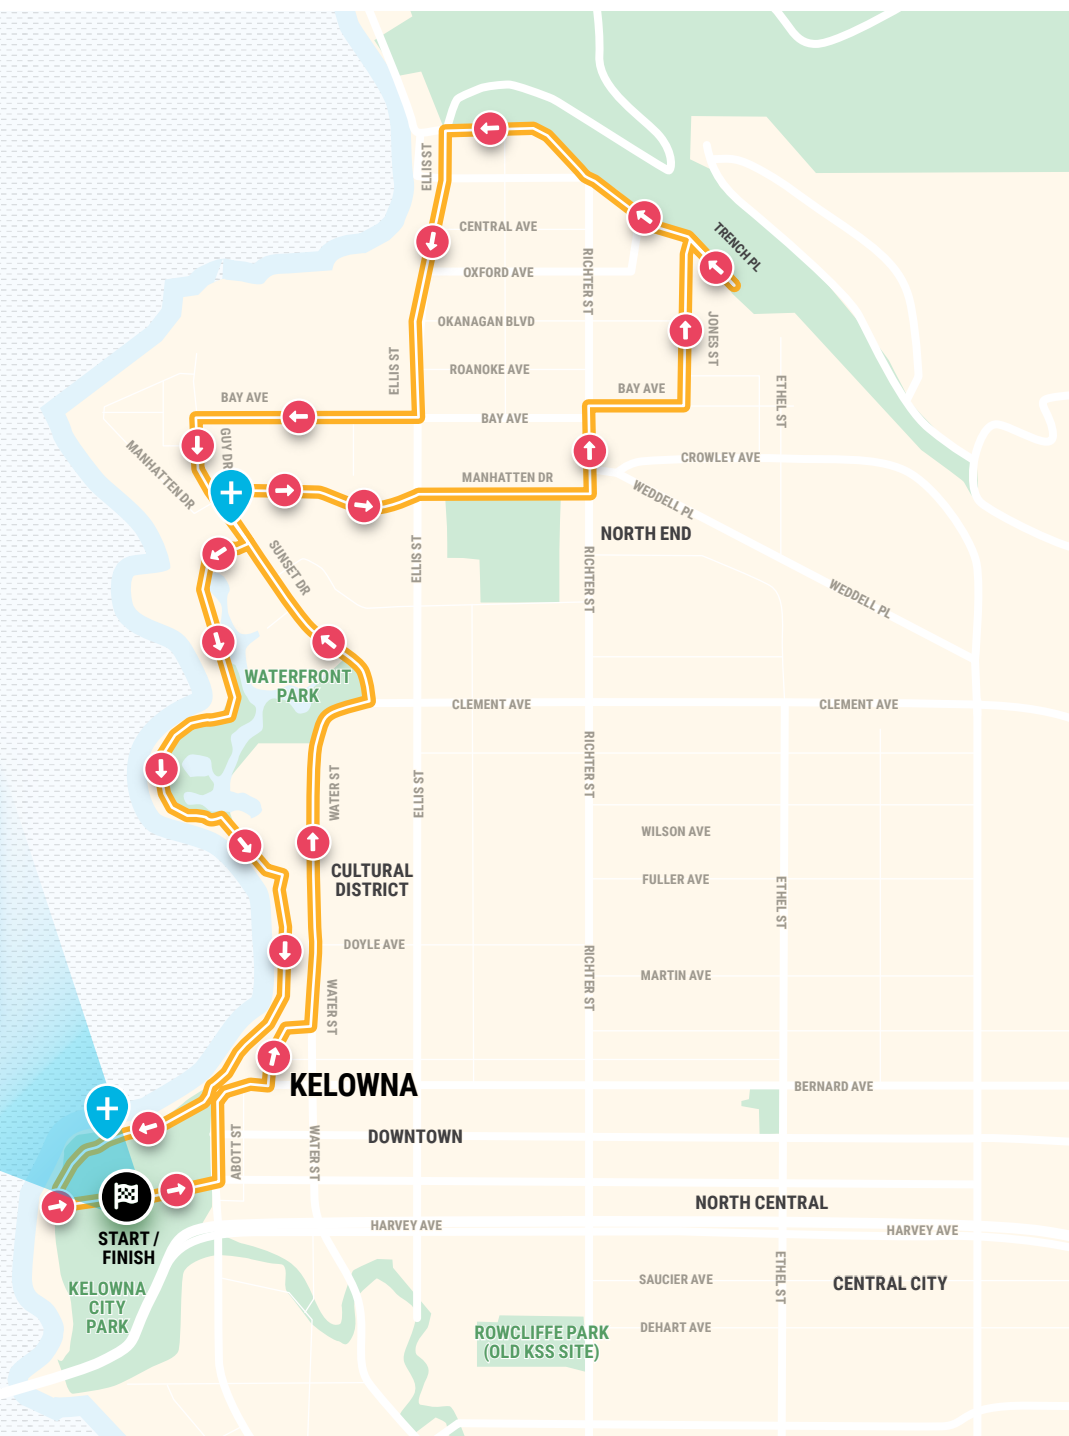 ELLIS ST
CENTRAL AVE
TRENCH PL
OXFORD AVE
RICHTER ST
OKANAGAN BLVD
JONES ST
ELLIS ST
ROANOKE AVE
BAY AVE
ETHEL ST
BAY AVE
BAY AVE
GUY DR
MANHATTEN DR
CROWLEY AVE
MANHATTEN DR
WEDDELL PL
NORTH END
ELLIS ST
SUNSET DR
RICHTER ST
WEDDELL PL
WATERFRONT
PARK
CLEMENT AVE
CLEMENT AVE
RICHTER ST
WATER ST
ELLIS ST
WILSON AVE
CULTURAL
DISTRICT
FULLER AVE
ETHEL ST
DOYLE AVE
RICHTER ST
MARTIN AVE
WATER ST
KELOWNA
BERNARD AVE
DOWNTOWN
ABOTT ST
WATER ST
NORTH CENTRAL
HARVEY AVE
HARVEY AVE
START /
FINISH
ETHEL ST
SAUCIER AVE
CENTRAL CITY
KELOWNA
CITY
PARK
DEHART AVE
ROWCLIFFE PARK
(OLD KSS SITE)